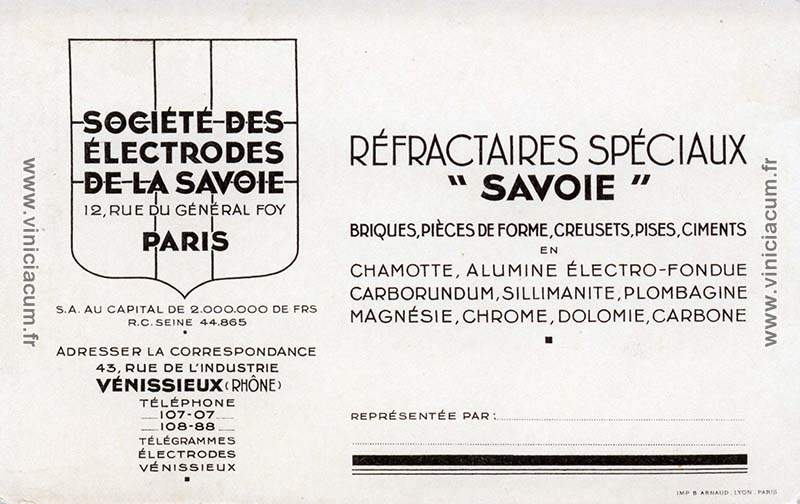 SOCIÉTÉ DES
ÉLECTRODES
DE LA SAVOIE
12, RUE DU GÉNÉRAL FOY
PARIS
S.A. AU CAPITAL DE 2.000.000 DE FRS
R.C. SEINE 44.865
ADRESSER LA CORRESPONDANCE
43, RUE DE L'INDUSTRIE
VÉNISSIEUX (RHÔNE)
TÉLÉPHONE
107-07
108-88
TÉLÉGRAMMES
ÉLECTRODES
VÉNISSIEUX
RÉFRACTAIRES SPÉCIAUX
" SAVOIE "
BRIQUES, PIÈCES DE FORME, CREUSETS, PISES, CIMENTS
EN
CHAMOTTE, ALUMINE ÉLECTRO-FONDUE
CARBORUNDUM, SILLIMANITE, PLOMBAGINE
MAGNÉSIE, CHROME, DOLOMIE, CARBONE
REPRÉSENTÉE PAR :
IMP B ARNAUD. LYON. PARIS
www.viniciacum.fr
www.viniciacum.fr